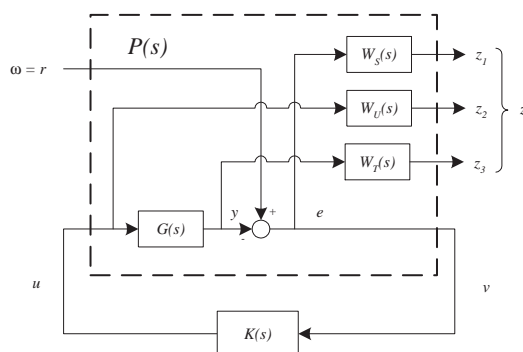 P(s)
ω = r
W_S(s)
z_1
W_U(s)
z_2
z
W_T(s)
z_3
y
+
e
G(s)
-
u
v
K(s)